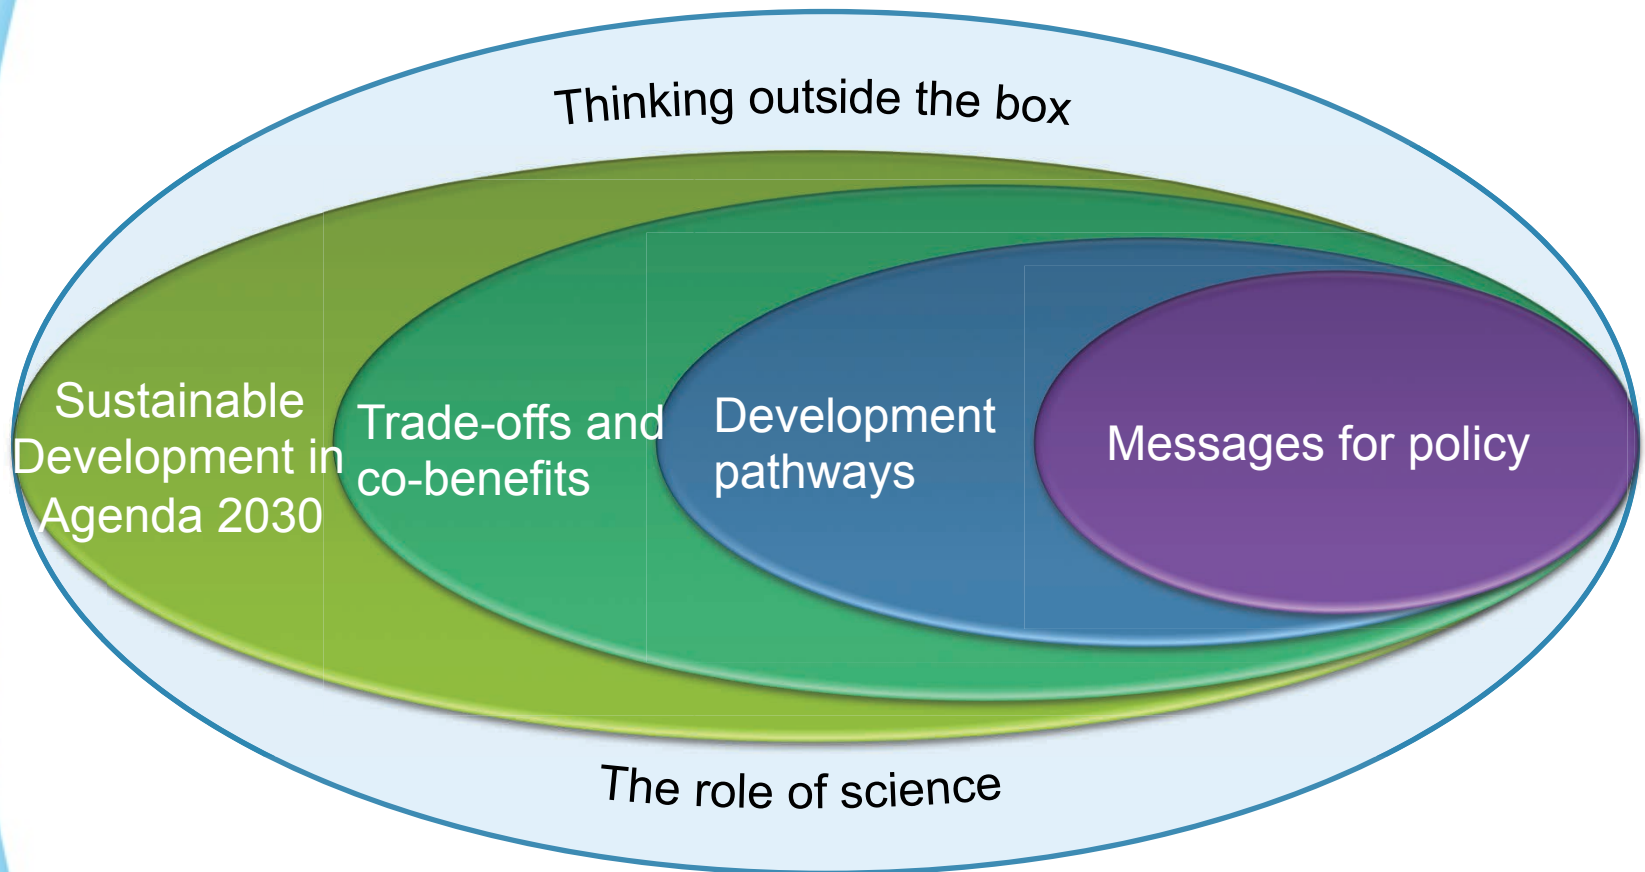 Thinking outside the box
Sustainable
Development in
Agenda 2030
Trade-offs and
co-benefits
Development
pathways
Messages for policy
The role of science